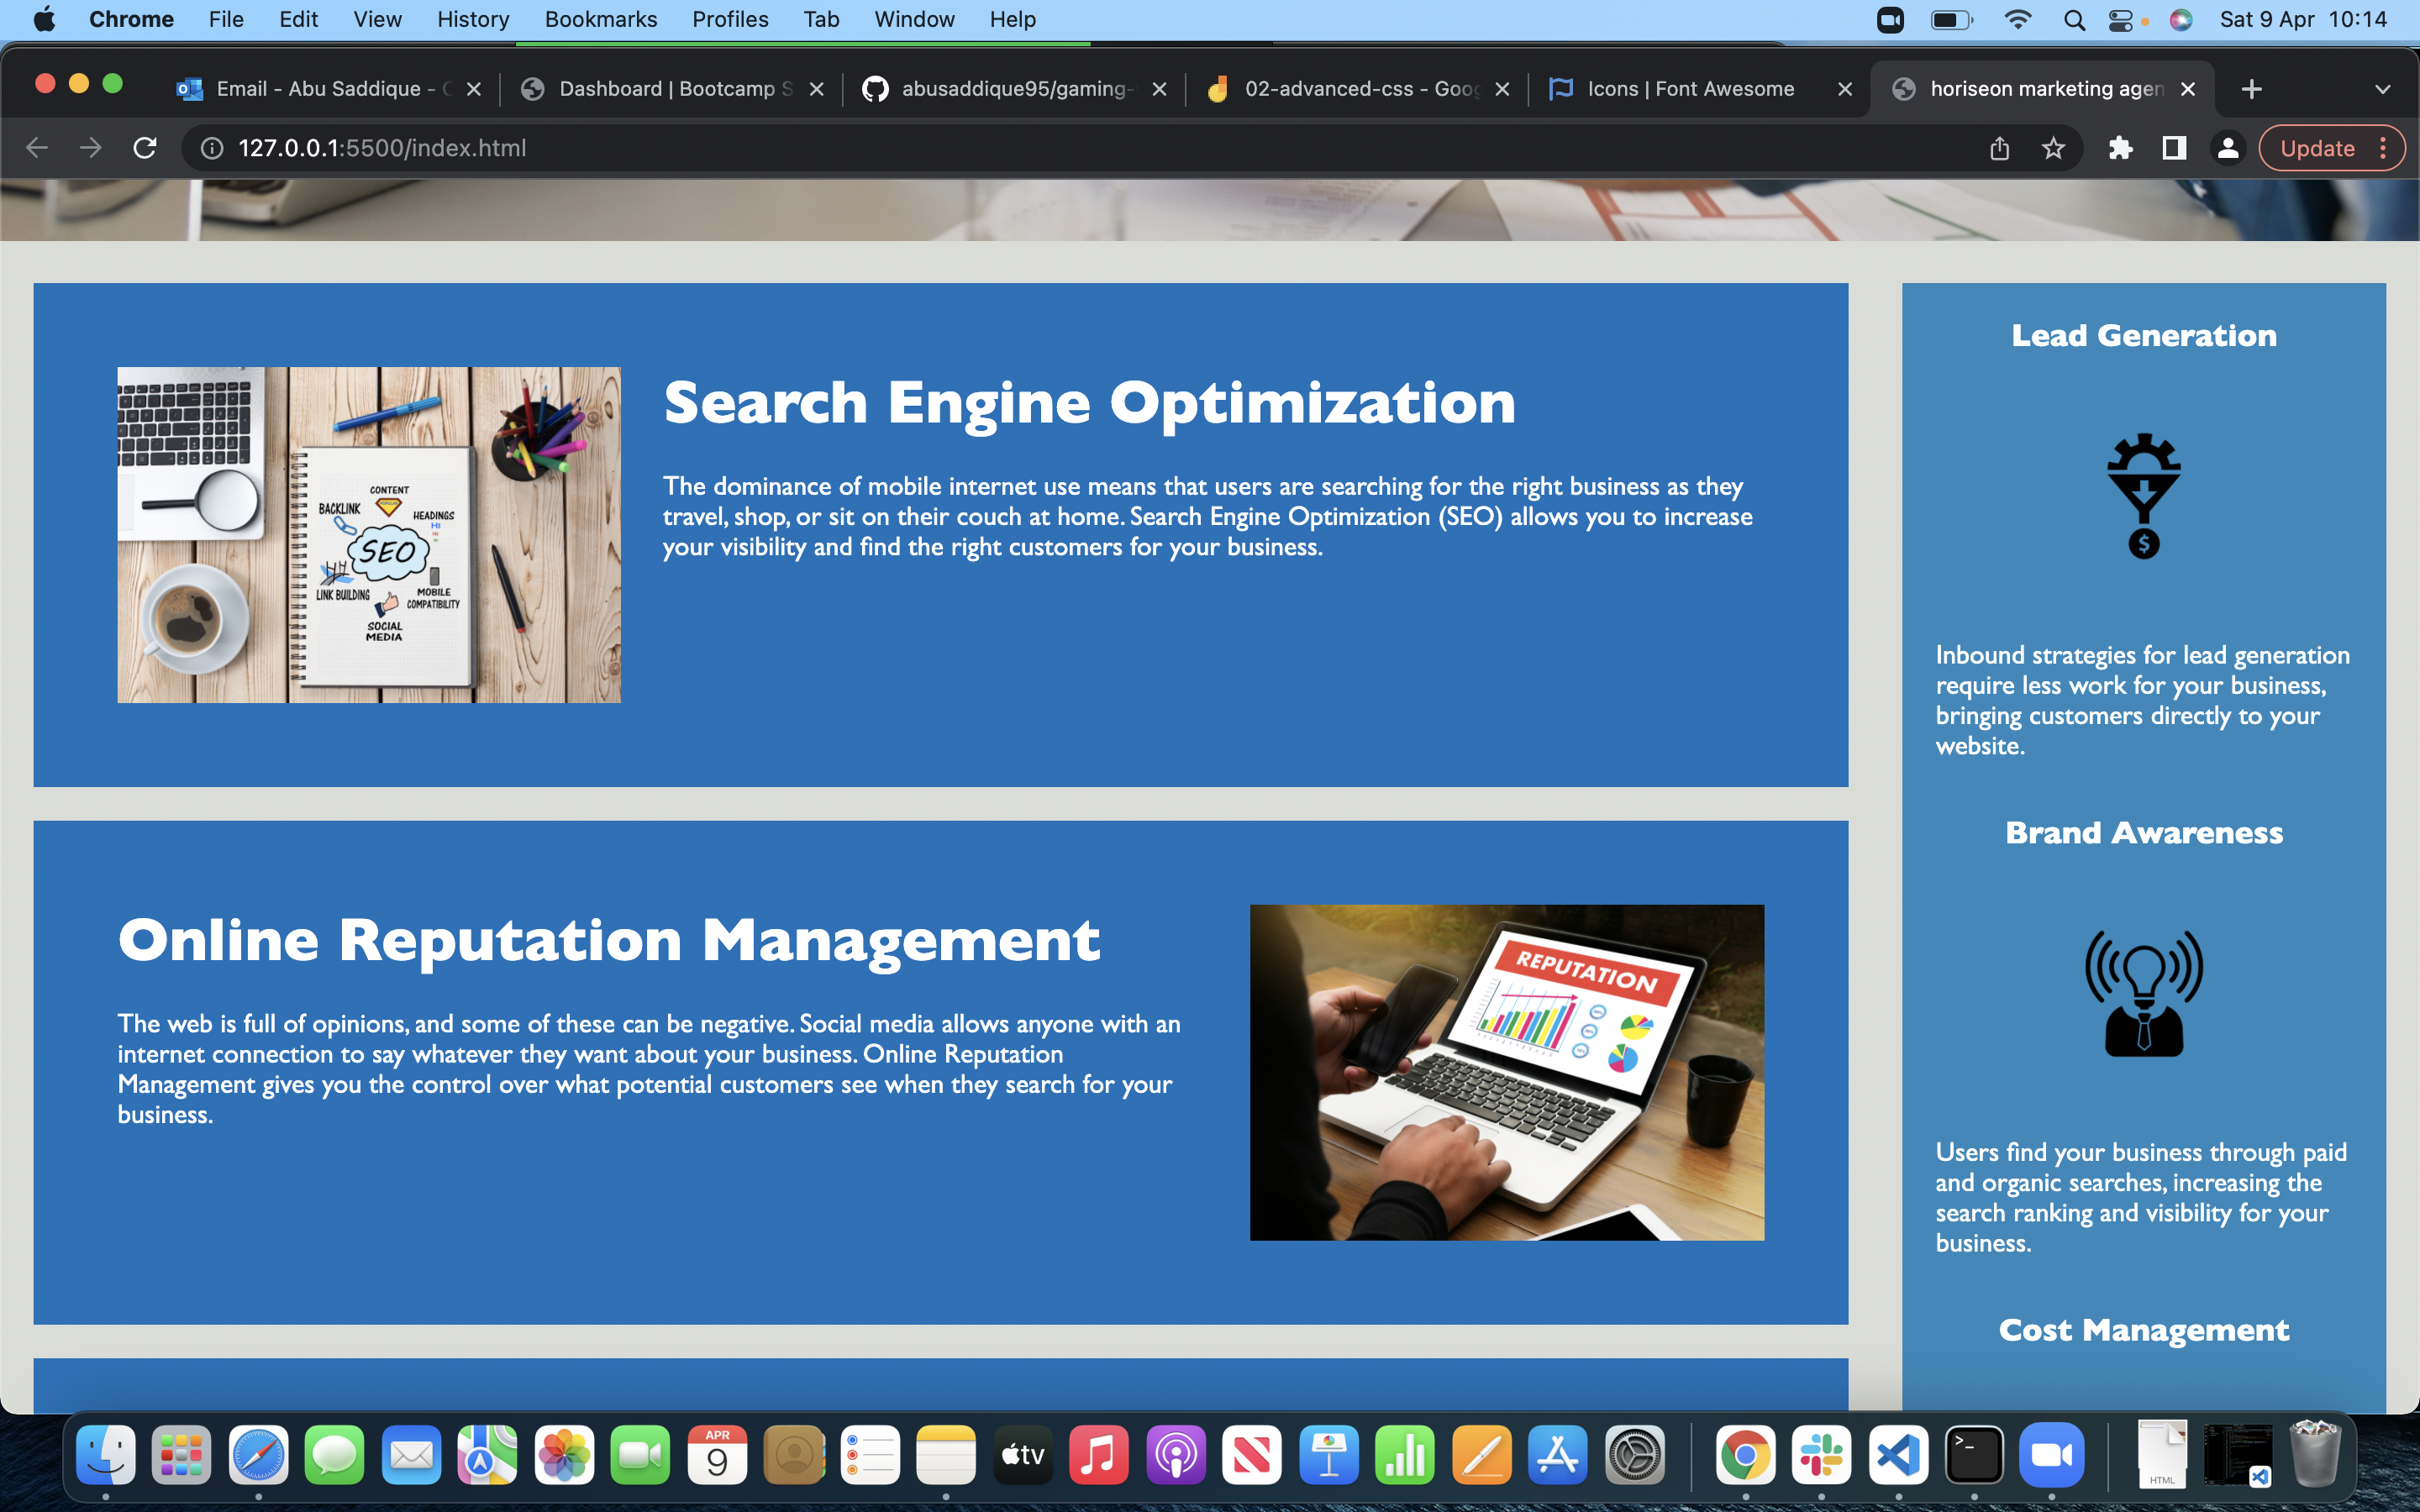 Chrome File Edit View History Bookmarks Profiles Tab Window Help
Sat 9 Apr 10:14
Email - Abu Saddique -
Dashboard | Bootcamp
abusaddique95/gaming-
02-advanced-css - Goog
Icons | Font Awesome
horiseon marketing agen
127.0.0.1:5500/index.html
Update
Search Engine Optimization
The dominance of mobile internet use means that users are searching for the right business as they
travel, shop, or sit on their couch at home. Search Engine Optimization (SEO) allows you to increase
your visibility and find the right customers for your business.
CONTENT
BACKLINK
HEADINGS
H1
SEO
LINK BUILDING
MOBILE
COMPATIBILITY
SOCIAL
MEDIA
Online Reputation Management
The web is full of opinions, and some of these can be negative. Social media allows anyone with an
internet connection to say whatever they want about your business. Online Reputation
Management gives you the control over what potential customers see when they search for your
business.
REPUTATION
Lead Generation
$
Inbound strategies for lead generation
require less work for your business,
bringing customers directly to your
website.
Brand Awareness
Users find your business through paid
and organic searches, increasing the
search ranking and visibility for your
business.
Cost Management
APR
9
tv
>_
HTML